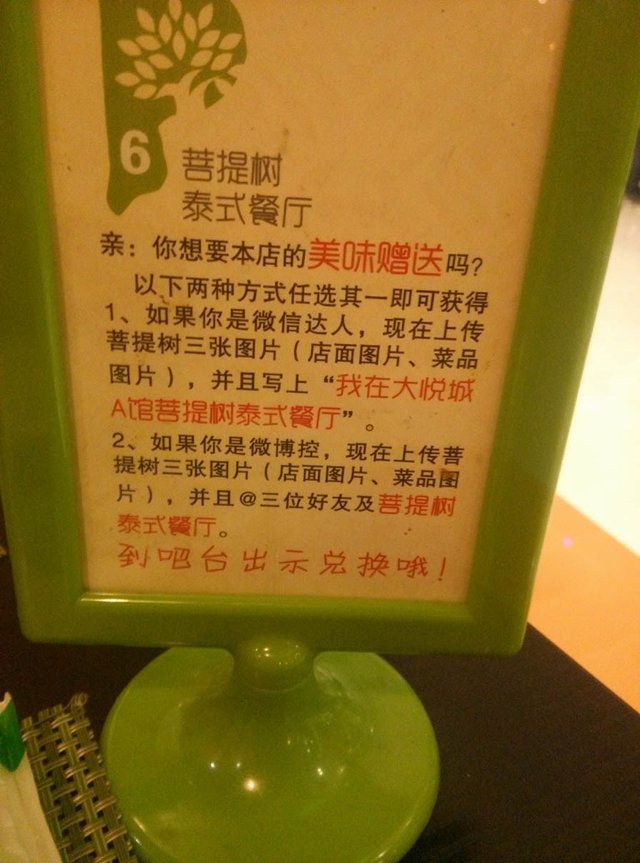 6
菩提树
泰式餐厅
亲：你想要本店的美味赠送吗？
以下两种方式任选其一即可获得
1、如果你是微信达人，现在上传
菩提树三张图片（店面图片、菜品
图片），并且写上“我在大悦城
A馆菩提树泰式餐厅”。
2、如果你是微博控，现在上传菩
提树三张图片（店面图片、菜品图
片），并且@三位好友及菩提树
泰式餐厅。
到吧台出示兑换哦！